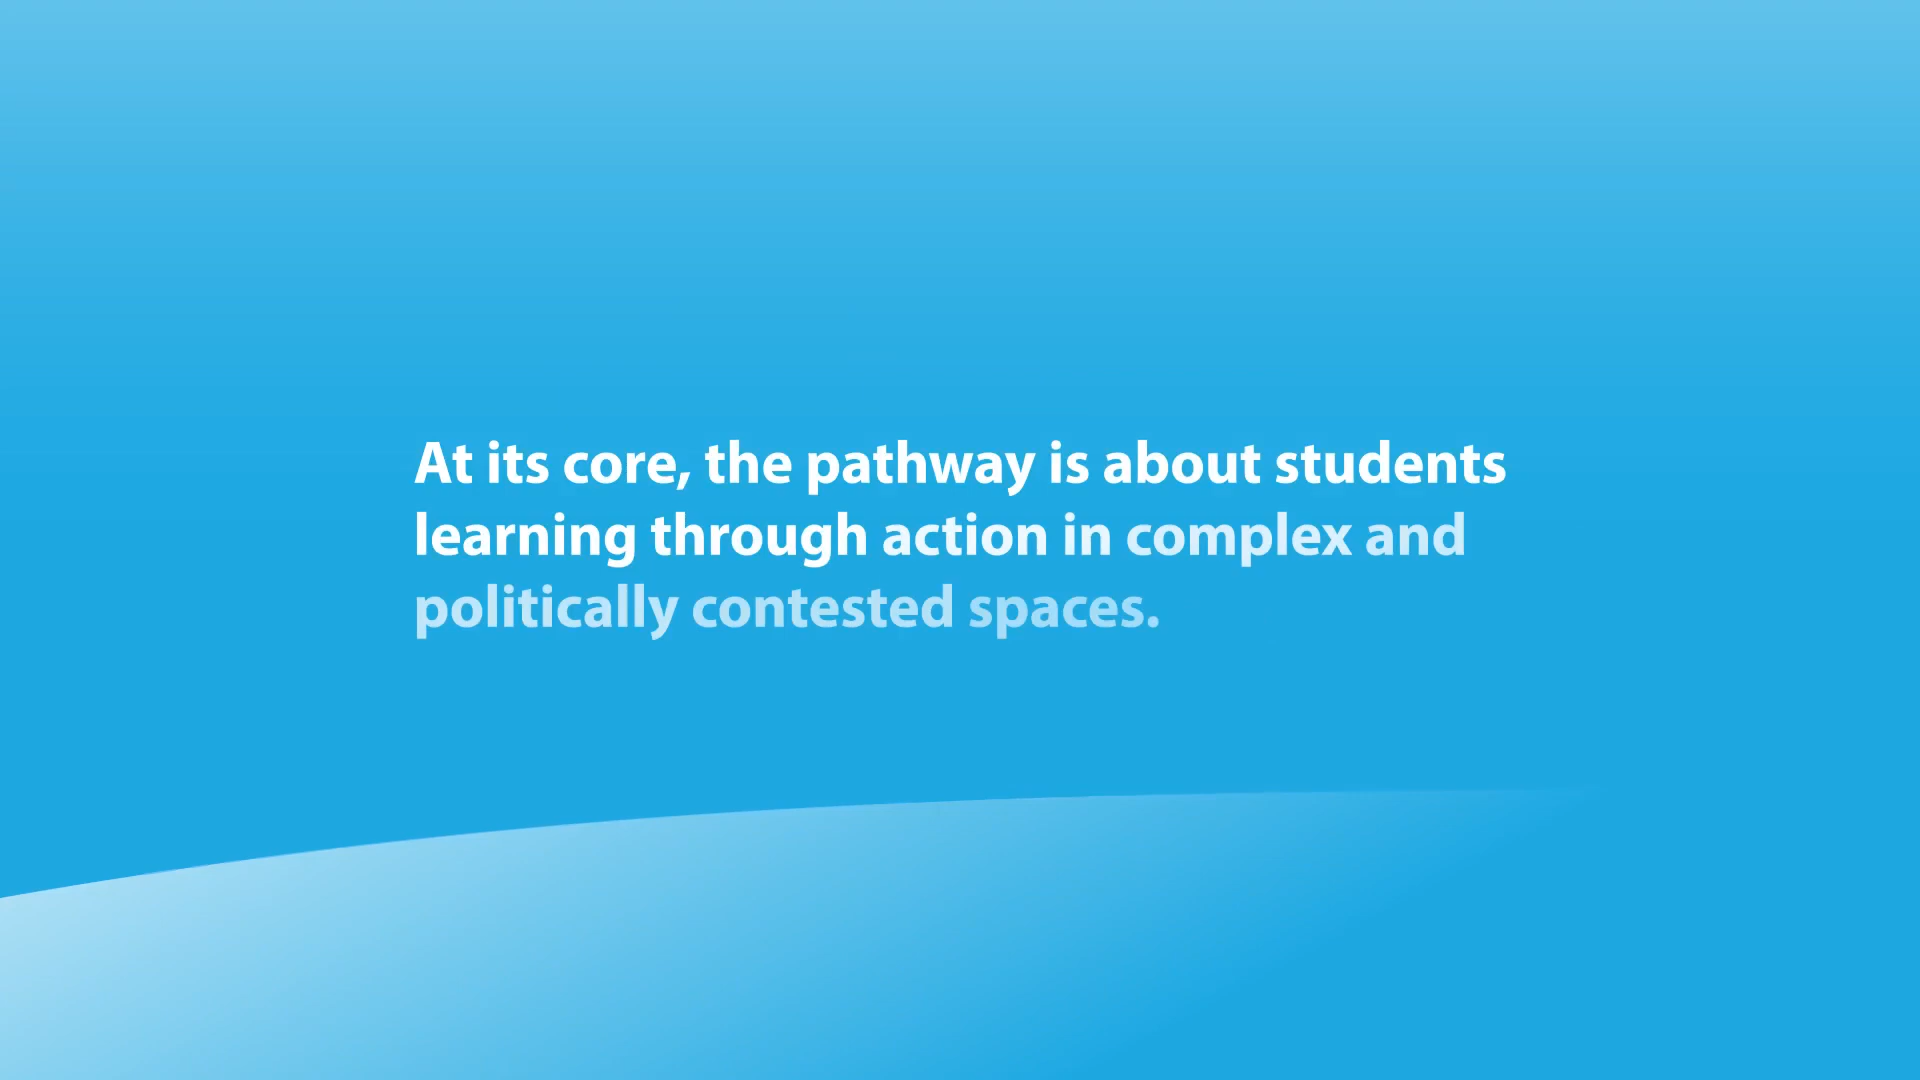 At its core, the pathway is about students
learning through action in complex and
politically contested spaces.